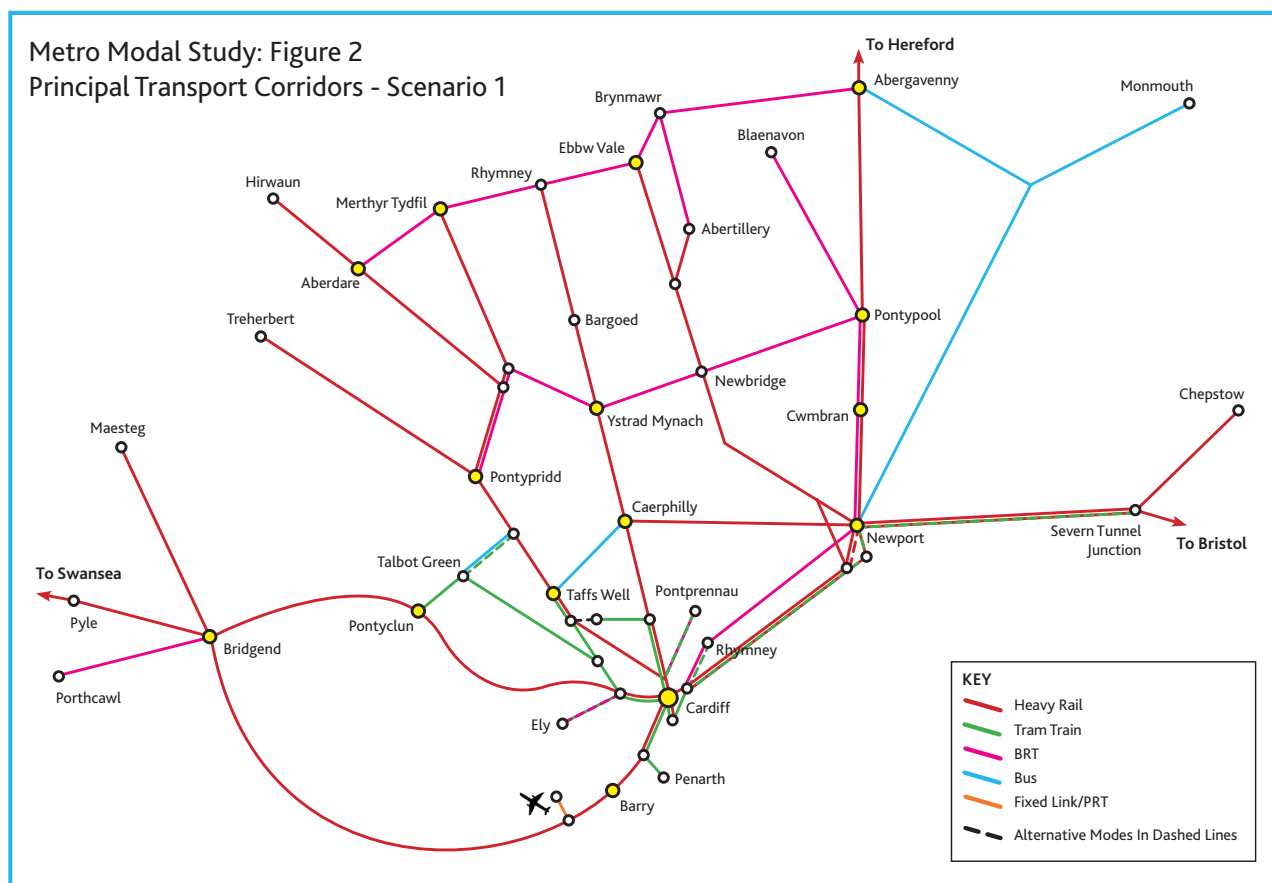 Metro Modal Study: Figure 2
Principal Transport Corridors - Scenario 1
To Hereford
Abergavenny
Monmouth
Brynmawr
Blaenavon
Ebbw Vale
Rhymney
Hirwaun
Merthyr Tydfil
Abertillery
Aberdare
Treherbert
Bargoed
Pontypool
Newbridge
Chepstow
Ystrad Mynach
Cwmbran
Maesteg
Pontypridd
Caerphilly
Newport
Severn Tunnel
Junction
To Bristol
Talbot Green
To Swansea
Taffs Well
Pontprennau
Pyle
Pontyclun
Bridgend
Rhymney
Porthcawl
Cardiff
Ely
Penarth
Barry
KEY
Heavy Rail
Tram Train
BRT
Bus
Fixed Link/PRT
Alternative Modes In Dashed Lines